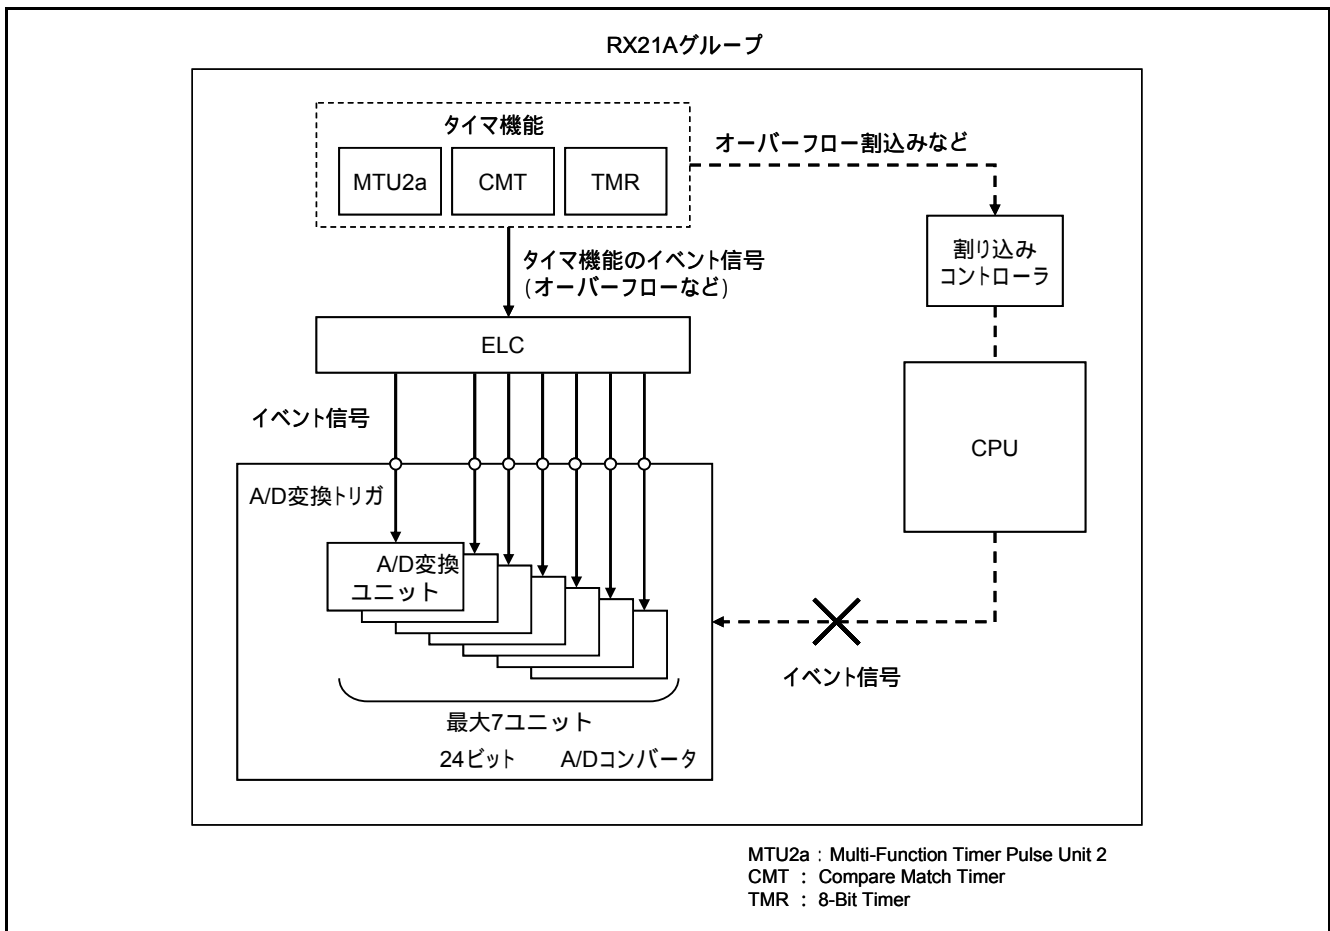 RX21Aグループ
タイマ機能
MTU2a
CMT
TMR
オーバーフロー割込みなど
割り込み
コントローラ
タイマ機能のイベント信号
(オーバーフローなど)
ELC
イベント信号
CPU
A/D変換トリガ
A/D変換
ユニット
イベント信号
最大7ユニット
24ビット A/Dコンバータ
MTU2a : Multi-Function Timer Pulse Unit 2
CMT : Compare Match Timer
TMR : 8-Bit Timer